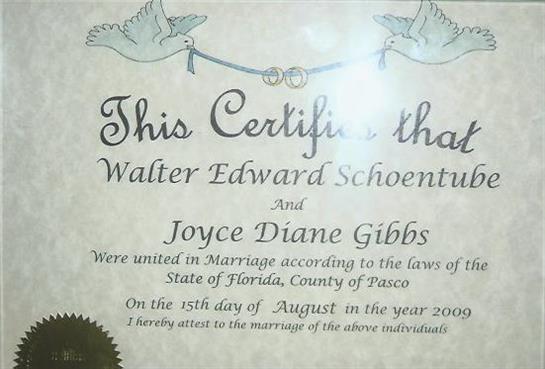 This Certifies that
Walter Edward Schoentube
And
Joyce Diane Gibbs
Were united in Marriage according to the laws of the
State of Florida, County of Pasco
On the 15th day of August in the year 2009
I hereby attest to the marriage of the above individuals